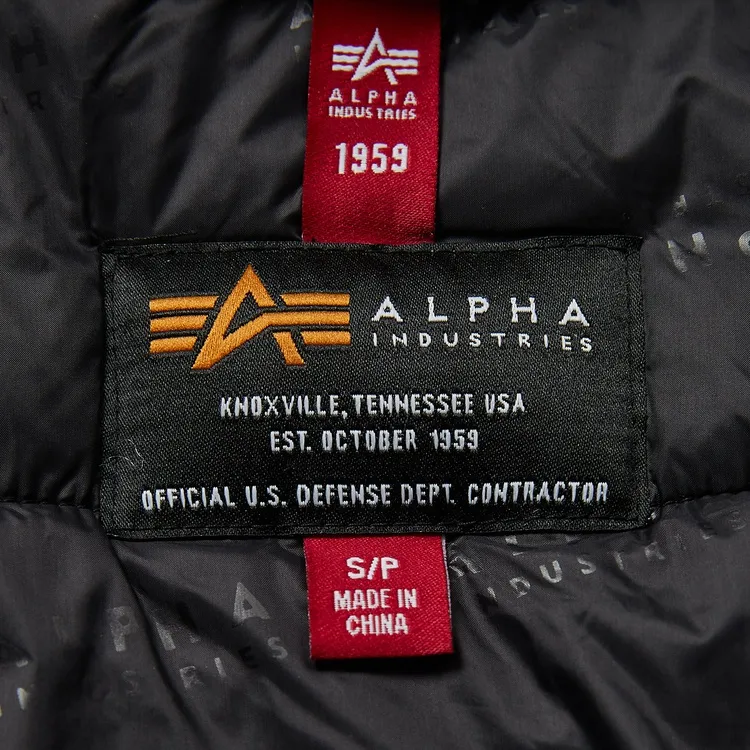 ALPHA
INDUSTRIES
1959
ALPHA
INDUSTRIES
KNOXVILLE, TENNESSEE USA
EST. OCTOBER 1959
OFFICIAL U.S. DEFENSE DEPT. CONTRACTOR
S/P
MADE IN
CHINA